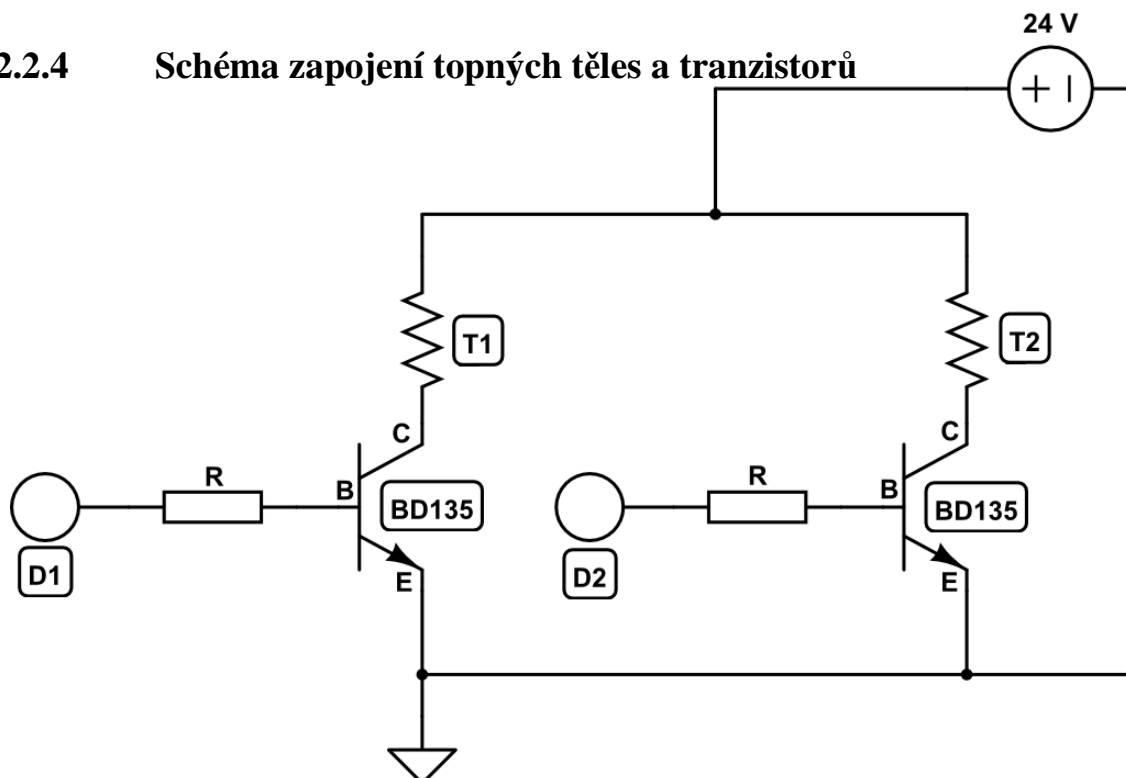 24 V
2.2.4 Schéma zapojení topných těles a tranzistorů
+ I
T1
T2
C
C
R
B
BD135
R
B
BD135
D1
E
D2
E